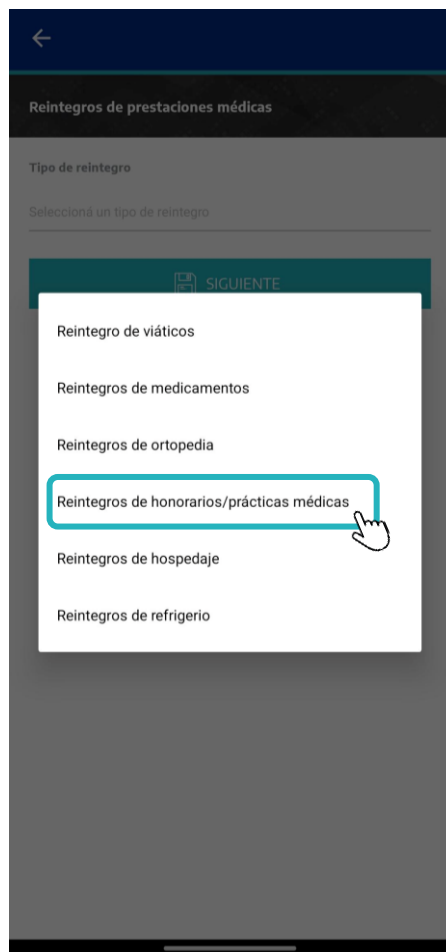 Reintegros de prestaciones médicas
Tipo de reintegro
Seleccioná un tipo de reintegro
SIGUIENTE
Reintegro de viáticos
Reintegros de medicamentos
Reintegros de ortopedia
Reintegros de honorarios/prácticas médicas
Reintegros de hospedaje
Reintegros de refrigerio